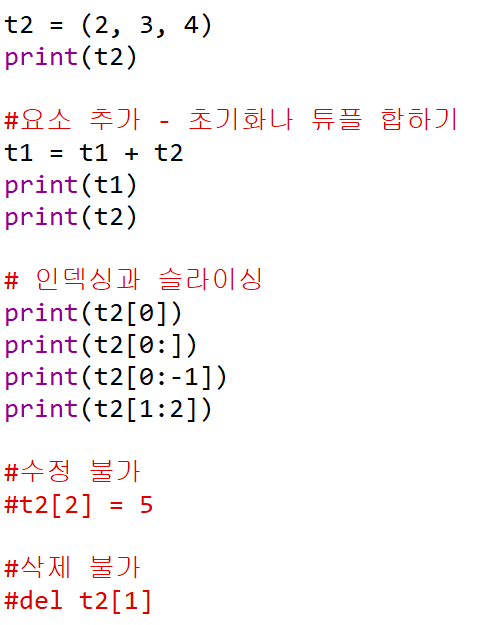 t2 = (2, 3, 4)
print(t2)
#요소 추가 - 초기화나 튜플 합하기
t1 = t1 + t2
print(t1)
print(t2)
# 인덱싱과 슬라이싱
print(t2[0])
print(t2[0:])
print(t2[0:-1])
print(t2[1:2])
#수정 불가
#t2[2] = 5
#삭제 불가
#del t2[1]